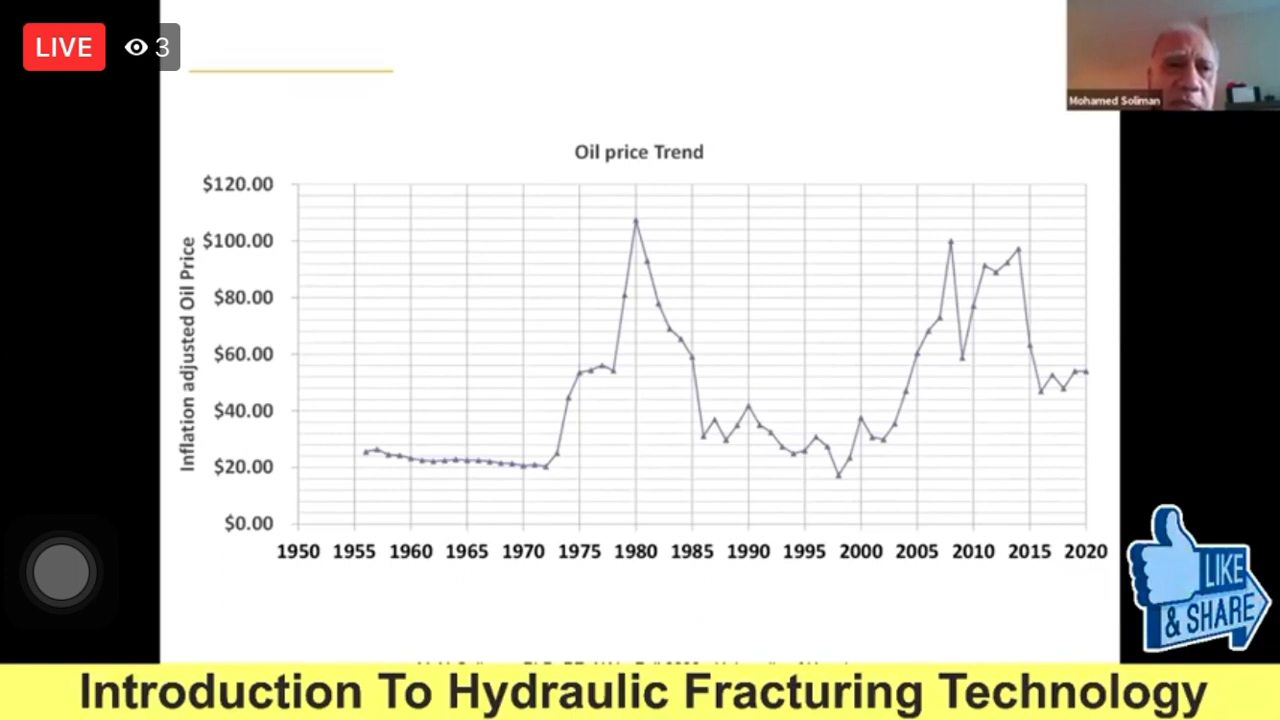 LIVE
3
Mohamed Soliman
Oil price Trend
Inflation adjusted Oil Price
$120.00
$100.00
$80.00
$60.00
$40.00
$20.00
$0.00
1950 1955 1960 1965 1970 1975 1980 1985 1990 1995 2000 2005 2010 2015 2020
LIKE
& SHARE
Introduction To Hydraulic Fracturing Technology